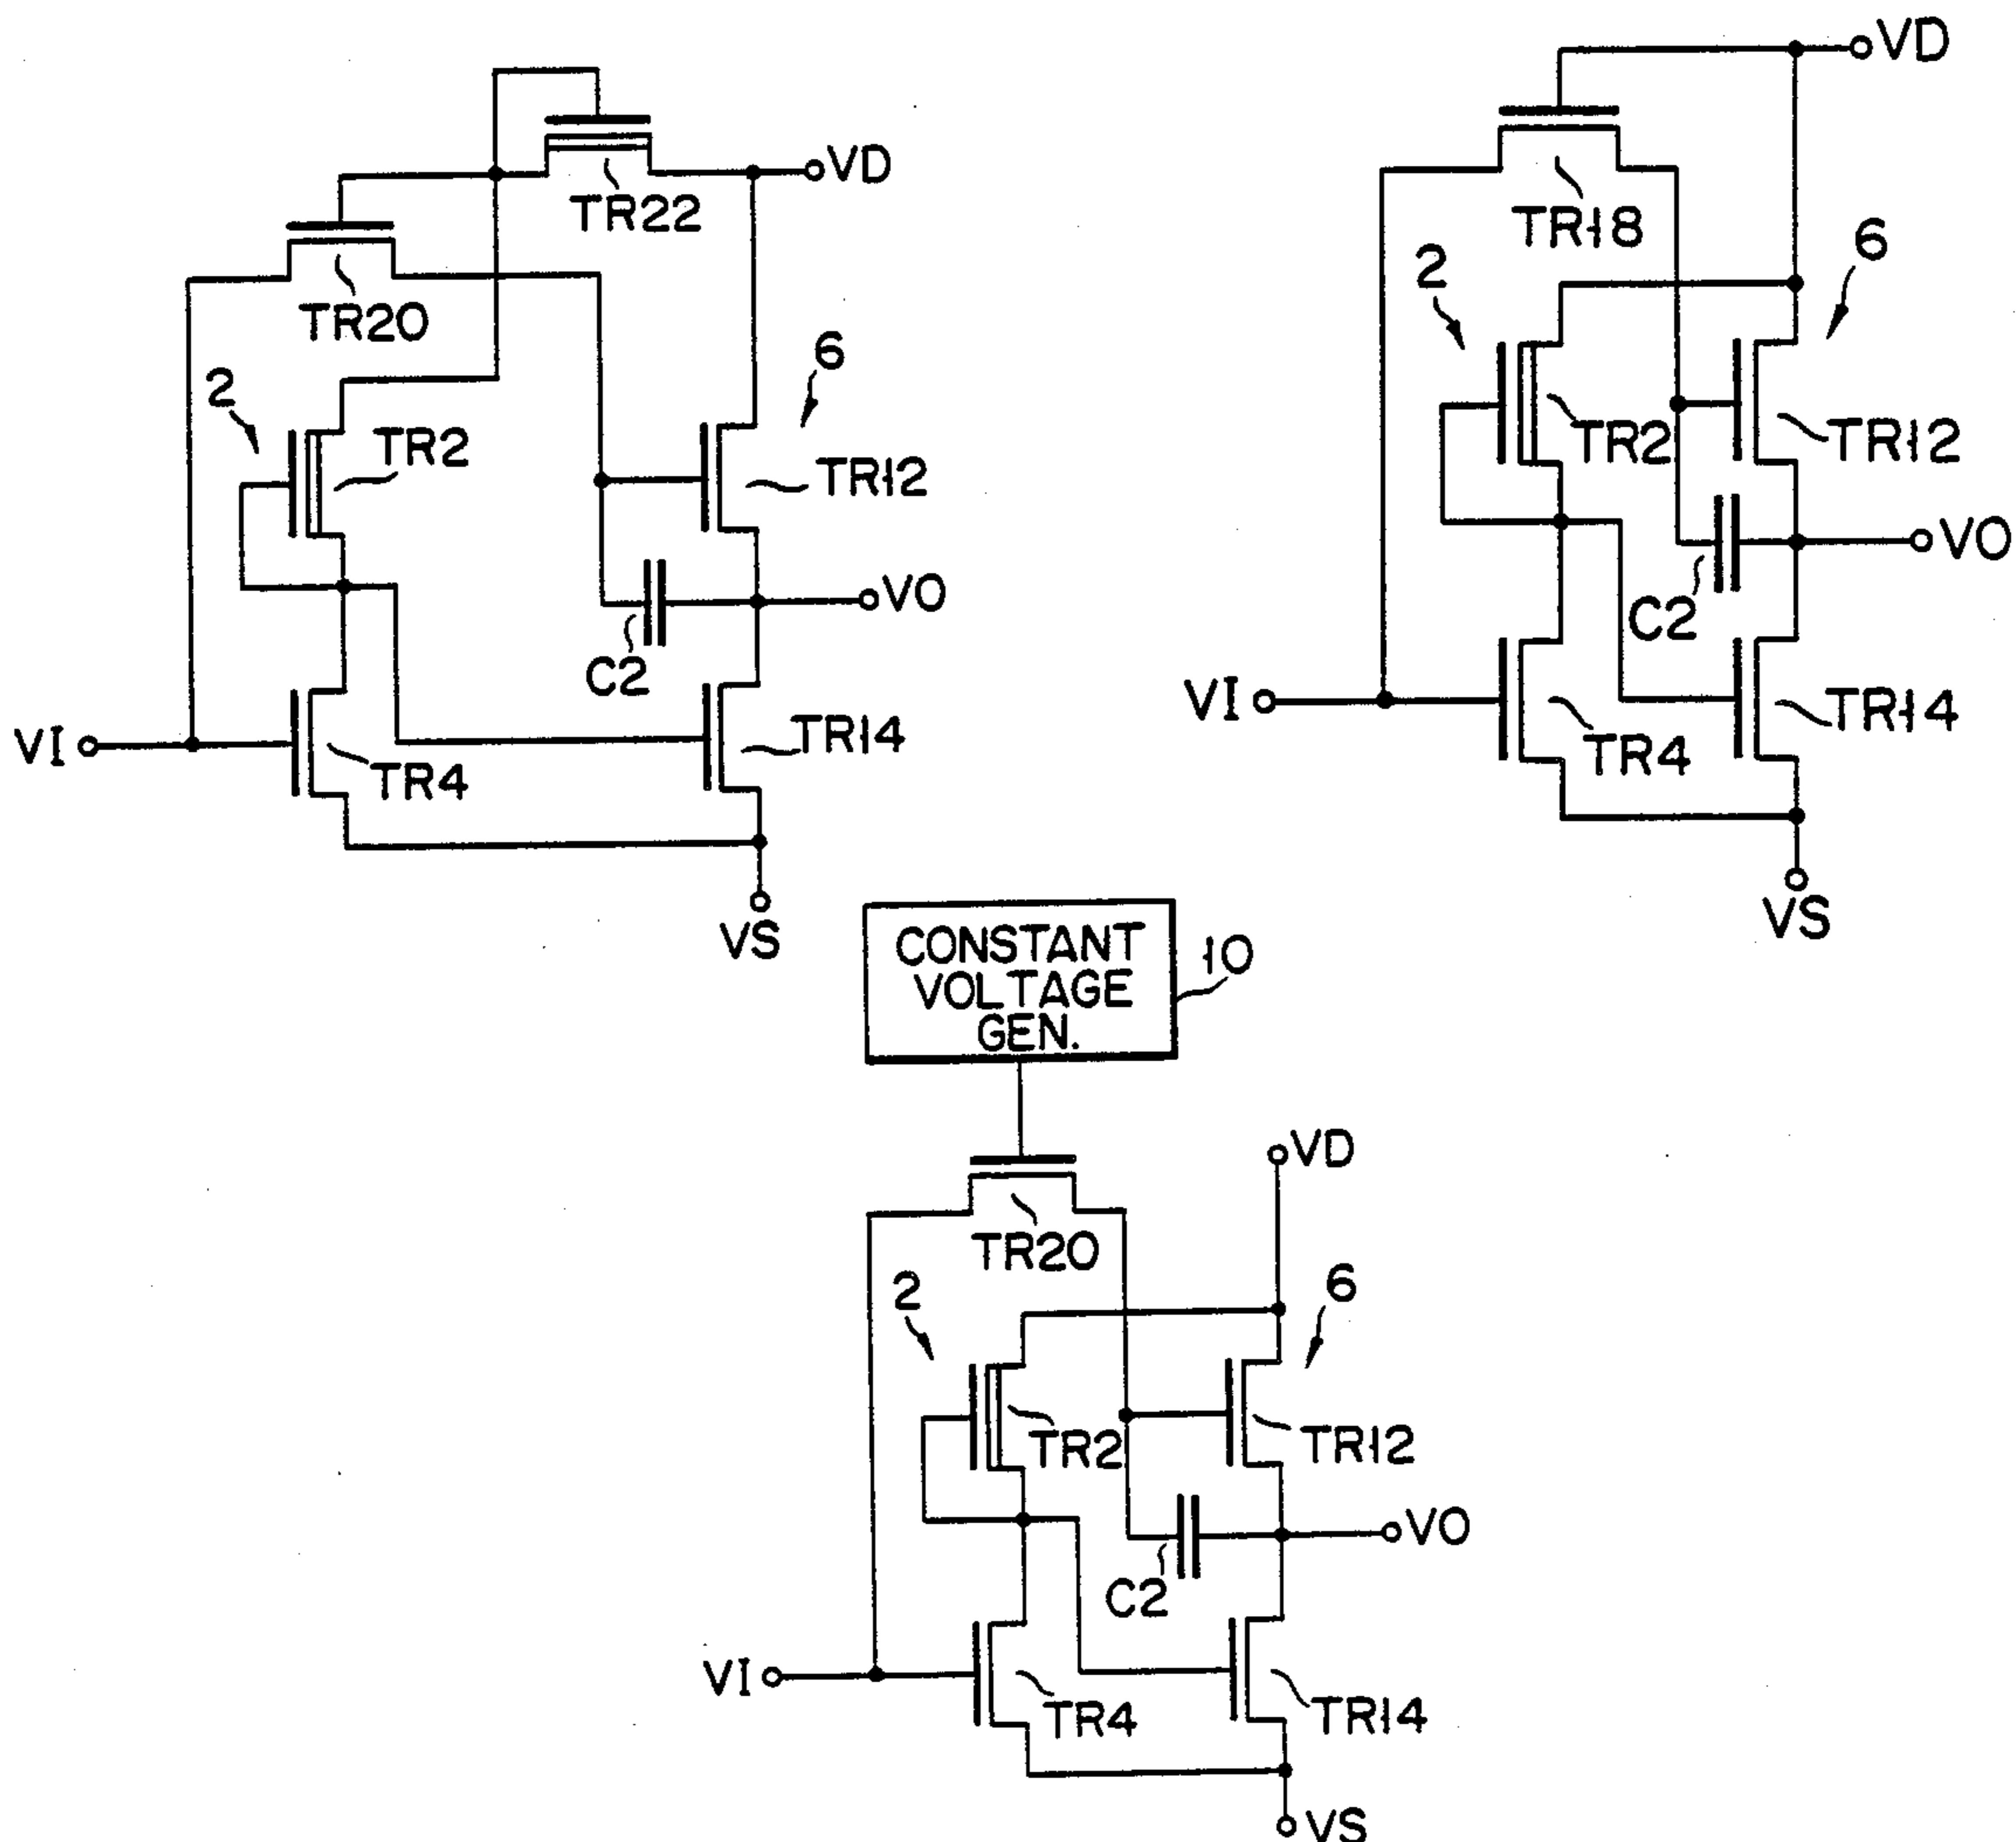 VD
TR22
TR20
2
TR2
6
TR12
VO
C2
VI
TR4
TR14
VS
VD
TR18
2
6
TR2
TR12
VO
C2
VI
TR4
TR14
VS
CONSTANT
VOLTAGE
GEN.
10
VD
TR20
2
6
TR2
TR12
VO
C2
VI
TR4
TR14
VS